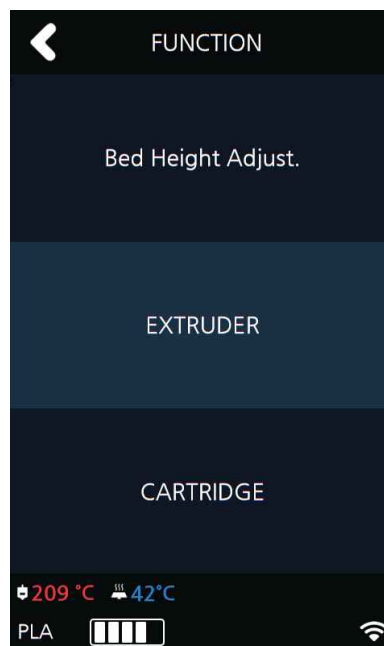 FUNCTION
Bed Height Adjust.
EXTRUDER
CARTRIDGE
209 °C 42°C
PLA